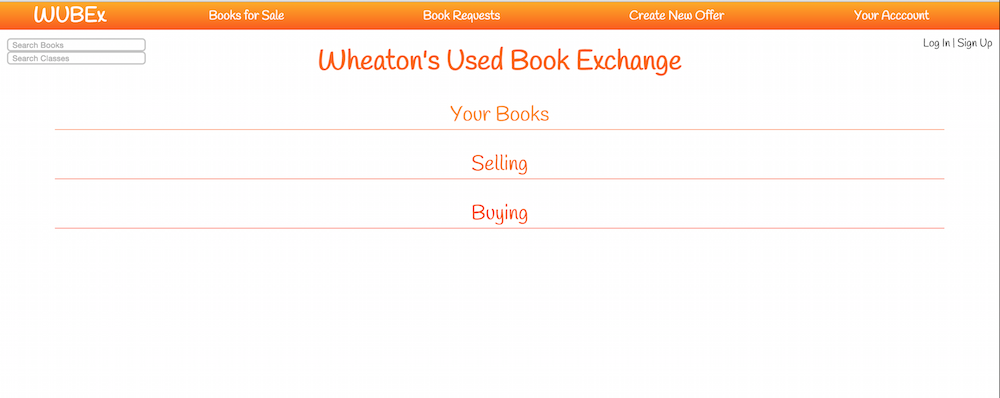 WUBEx Books for Sale Book Requests Create New Offer Your Acccount
Search Books
Search Classes
Log In | Sign Up
Wheaton's Used Book Exchange
Your Books
Selling
Buying